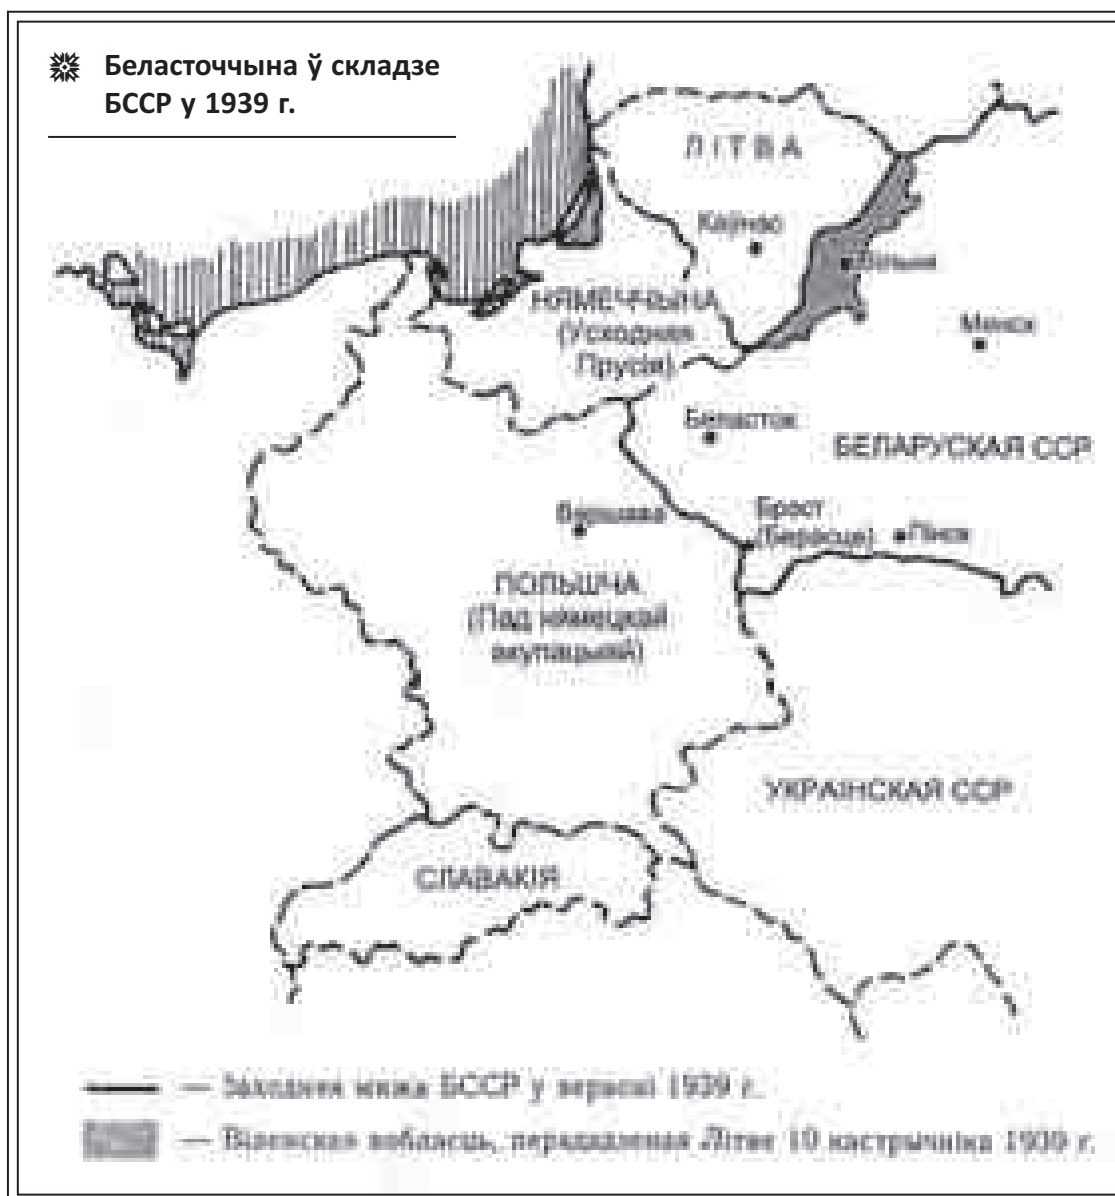 Беласточчына ў складзе
БССР у 1939 г.
ЛІТВА
Каўнас
Вільня
НЯМЕЧЧЫНА
(Усходняя
Прусія)
Мінск
Беласток
БЕЛАРУСКАЯ ССР
Варшава
Брэст
(Берасце)
Пінск
ПОЛЬШЧА
(Пад нямецкай
акупацыяй)
УКРАІНСКАЯ ССР
СЛАВАКІЯ
— Заходняя мяжа БССР у верасні 1939 г.
— Віленская вобласць, перададзеная Літве 10 кастрычніка 1939 г.